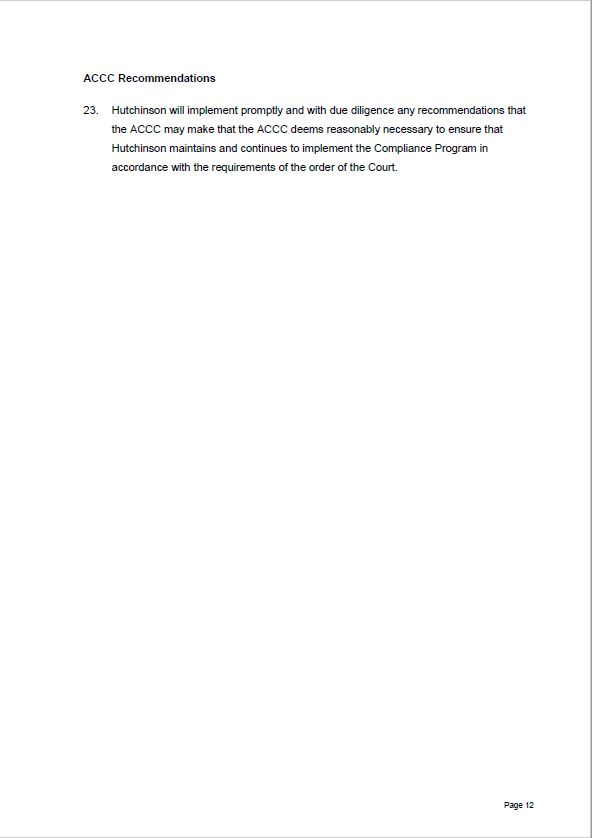 ACCC Recommendations
23. Hutchinson will implement promptly and with due diligence any recommendations that
the ACCC may make that the ACCC deems reasonably necessary to ensure that
Hutchinson maintains and continues to implement the Compliance Program in
accordance with the requirements of the order of the Court.
Page 12